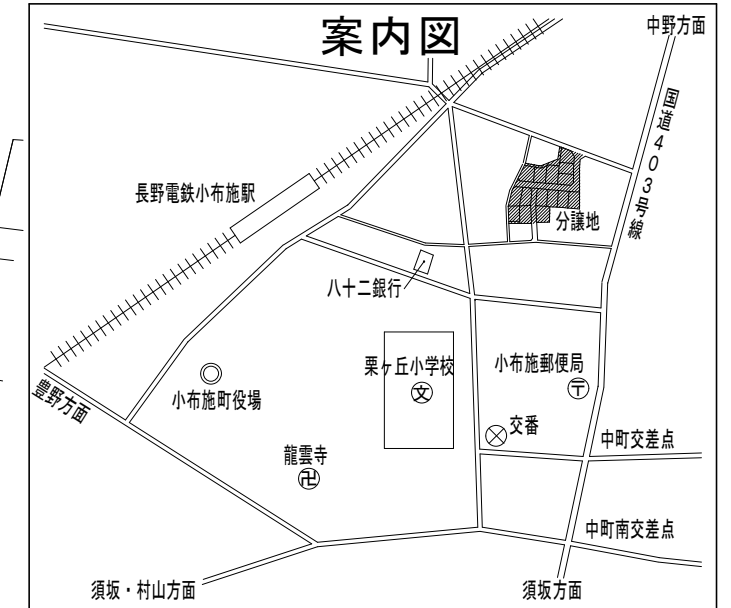 案内図
中野方面
国道403号線
長野電鉄小布施駅
分譲地
八十二銀行
栗ヶ丘小学校
文
小布施郵便局
〒
豊野方面
小布施町役場
交番
中町交差点
龍雲寺
卍
中町南交差点
須坂・村山方面
須坂方面